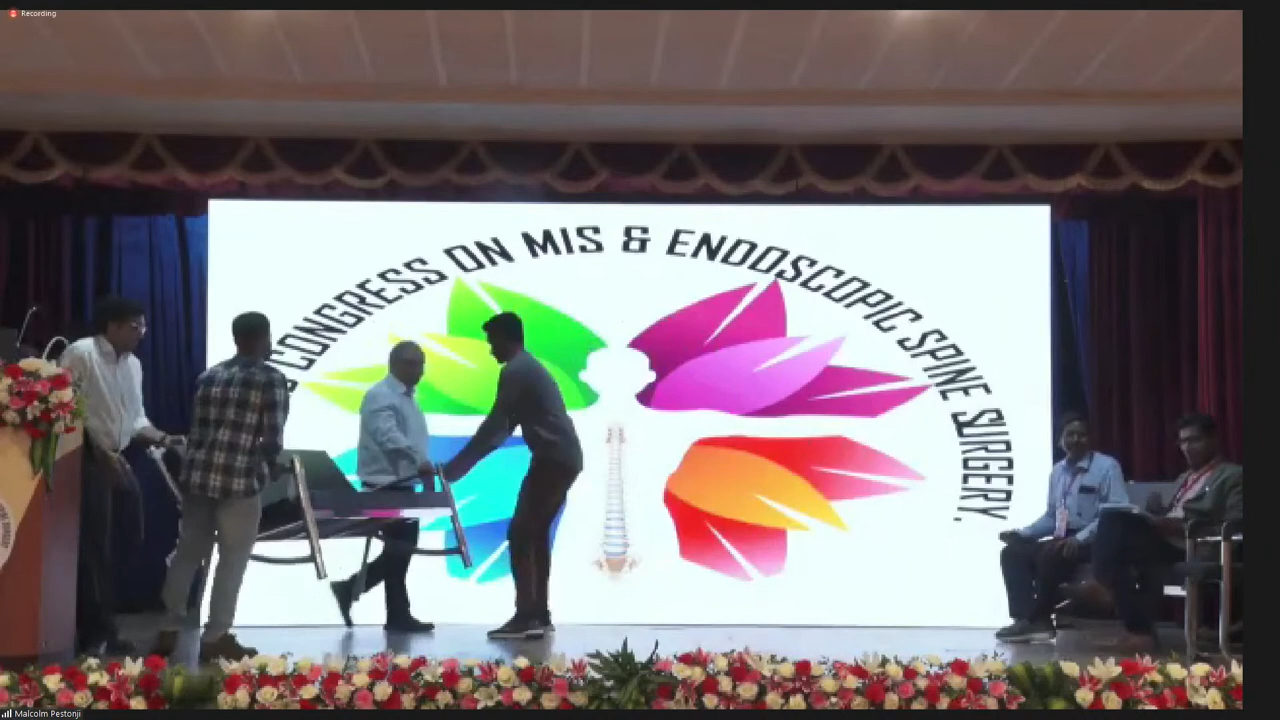 Recording
CONGRESS ON MIS & ENDOSCOPIC SPINE SURGERY.
Malcolm Pestonji